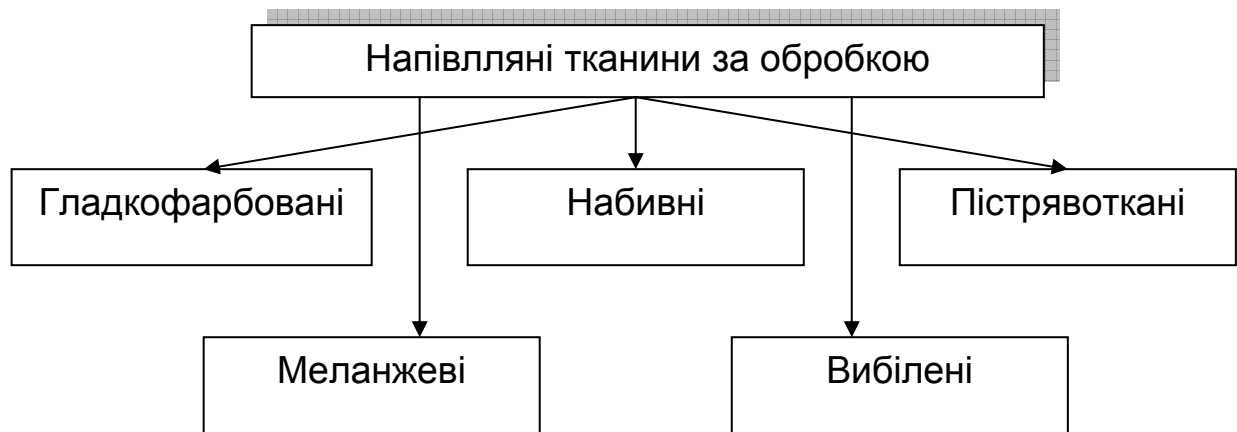 Напівлляні тканини за обробкою
Гладкофарбовані
Набивні
Пістрявоткані
Меланжеві
Вибілені